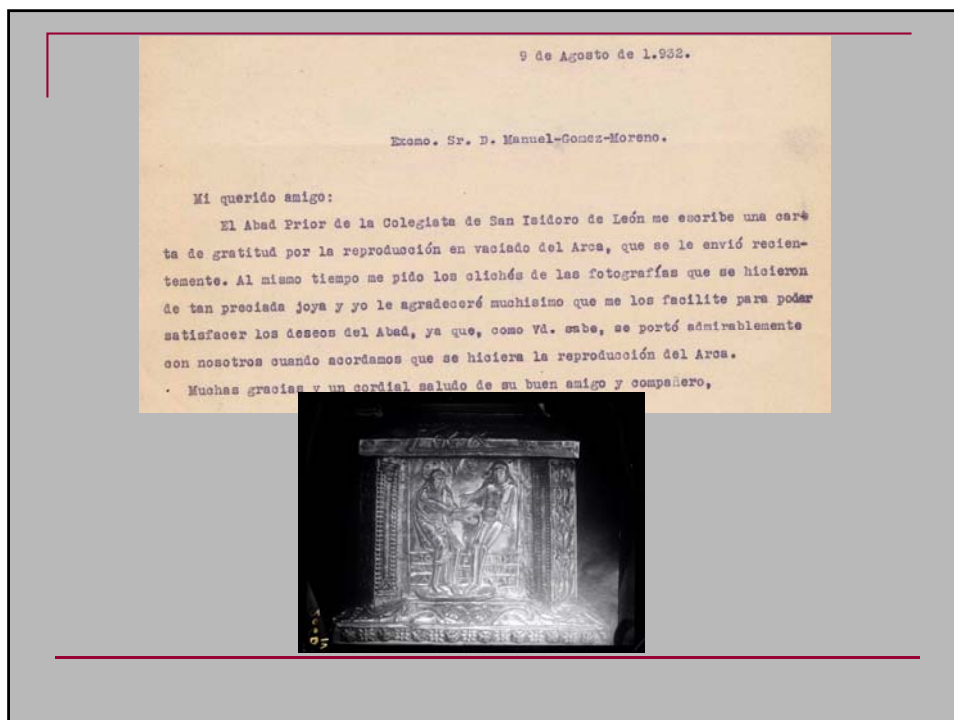 9 de Agosto de 1.932.
Excmo. Sr. D. Manuel-Gomez-Moreno.
Mi querido amigo:
El Abad Prior de la Colegiata de San Isidoro de León me escribe una car-
ta de gratitud por la reproducción en vaciado del Arca, que se le envió recien-
temente. Al mismo tiempo me pido los clichés de las fotografías que se hicieron
de tan preciada joya y yo le agradeceré muchisimo que me los facilite para poder
satisfacer los deseos del Abad, ya que, como Vd. sabe, se portó admirablemente
con nosotros cuando acordamos que se hiciera la reproducción del Arca.
Muchas gracias y un cordial saludo de su buen amigo y compañero,